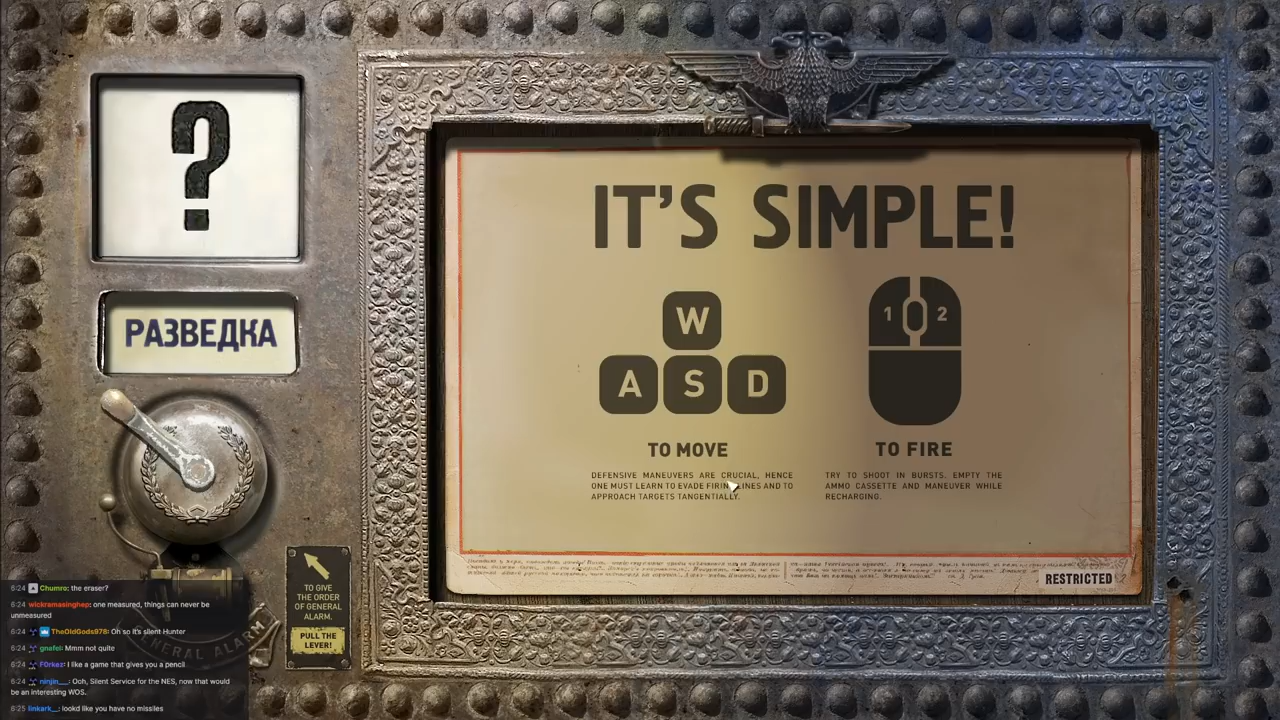 ?
РАЗВЕДКА
IT'S SIMPLE!
W
A S D
1 2
TO MOVE
TO FIRE
DEFENSIVE MANEUVERS ARE CRUCIAL, HENCE
ONE MUST LEARN TO EVADE FIRING LINES AND TO
APPROACH TARGETS TANGENTIALLY.
TRY TO SHOOT IN BURSTS. EMPTY THE
AMMO CASSETTE AND MANEUVER WHILE
RECHARGING.
RESTRICTED
TO GIVE
THE ORDER
OF GENERAL
ALARM.
PULL THE
LEVER!
GENERAL ALARM
6:24 Chumro: the eraser?
6:24 wickramasinghep: one measured, things can never be
unmeasured
6:24 TheOldGods978: Oh so it's silent Hunter
6:24 gnafel: Mmm not quite
6:24 F0rkez: I like a game that gives you a pencil
6:24 ninjin__: Ooh, Silent Service for the NES, now that would
be an interesting WOS.
6:25 linkark_: lookd like you have no missiles